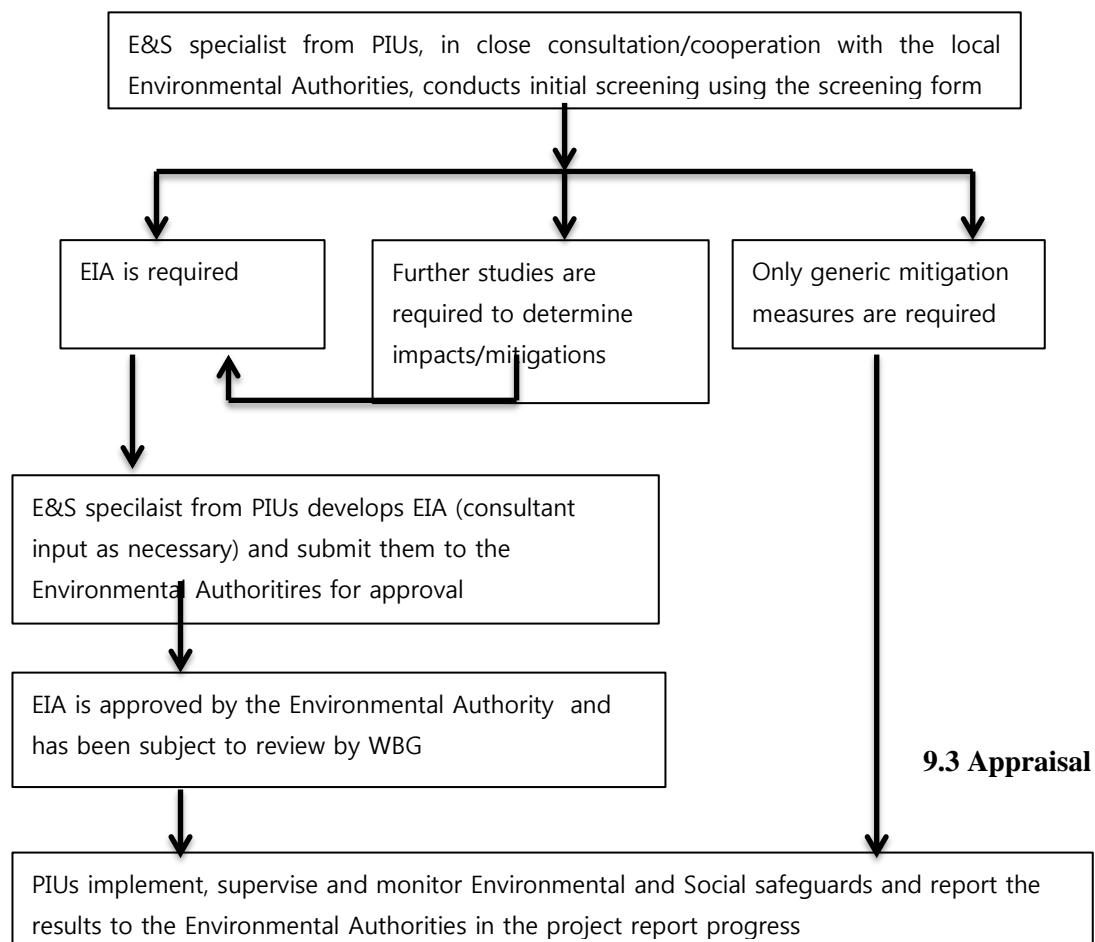 E&S specialist from PIUs, in close consultation/cooperation with the local
Environmental Authorities, conducts initial screening using the screening form
EIA is required
Further studies are
required to determine
impacts/mitigations
Only generic mitigation
measures are required
E&S specilaist from PIUs develops EIA (consultant
input as necessary) and submit them to the
Environmental Authoritires for approval
EIA is approved by the Environmental Authority and
has been subject to review by WBG
9.3 Appraisal
PIUs implement, supervise and monitor Environmental and Social safeguards and report the
results to the Environmental Authorities in the project report progress